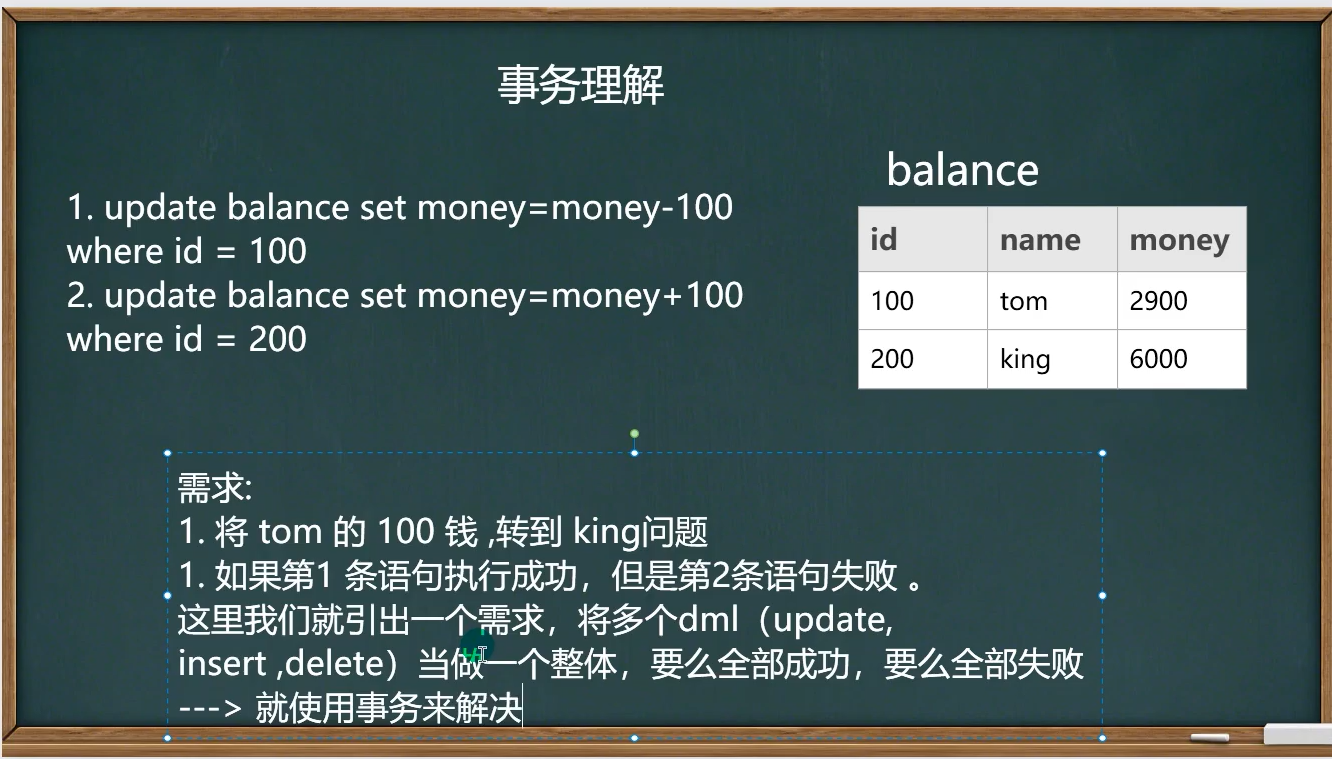 事务理解
1. update balance set money=money-100
where id = 100
2. update balance set money=money+100
where id = 200
balance
id name money
100 tom 2900
200 king 6000
需求:
1. 将 tom 的 100 钱 ,转到 king问题
1. 如果第1 条语句执行成功，但是第2条语句失败 。
这里我们就引出一个需求，将多个dml（update,
insert ,delete）当做一个整体，要么全部成功，要么全部失败
---> 就使用事务来解决